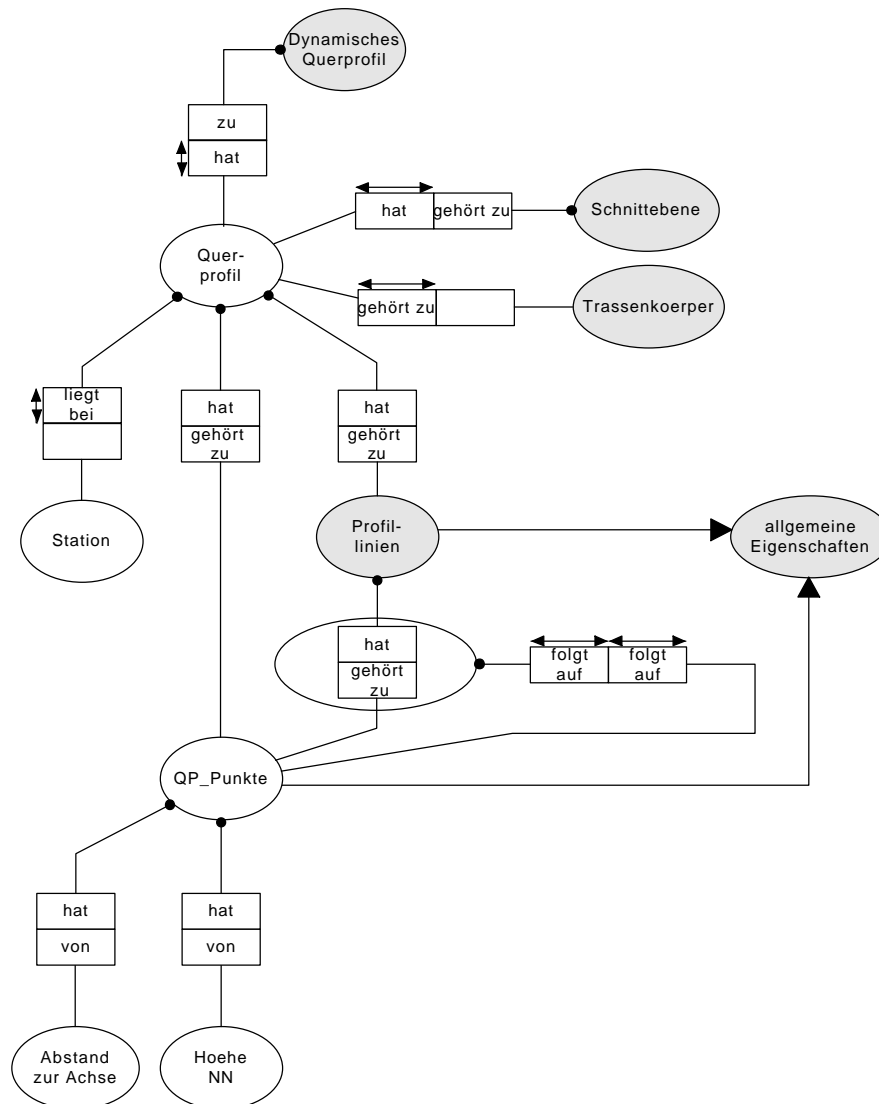 Dynamisches
Querprofil
zu
hat
hat
gehört zu
Schnittebene
Quer-
profil
gehört zu
Trassenkoerper
liegt
bei
hat
gehört
zu
hat
gehört
zu
Station
Profil-
linien
allgemeine
Eigenschaften
hat
gehört
zu
folgt
auf
folgt
auf
QP_Punkte
hat
von
hat
von
Abstand
zur Achse
Hoehe
NN